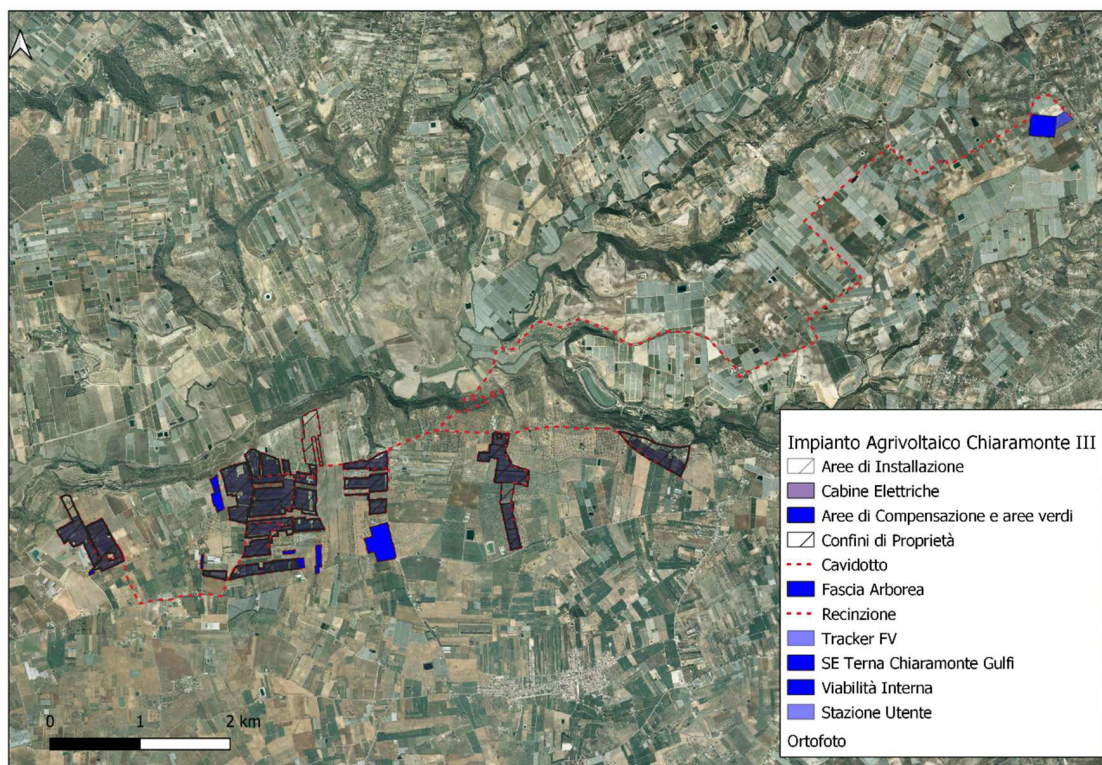 Impianto Agrivoltaico Chiaramonte III
Aree di Installazione
Cabine Elettriche
Aree di Compensazione e aree verdi
Confini di Proprietà
Cavidotto
Fascia Arborea
Recinzione
Tracker FV
SE Terna Chiaramonte Gulfi
Viabilità Interna
Stazione Utente
Ortofoto
0 1 2 km